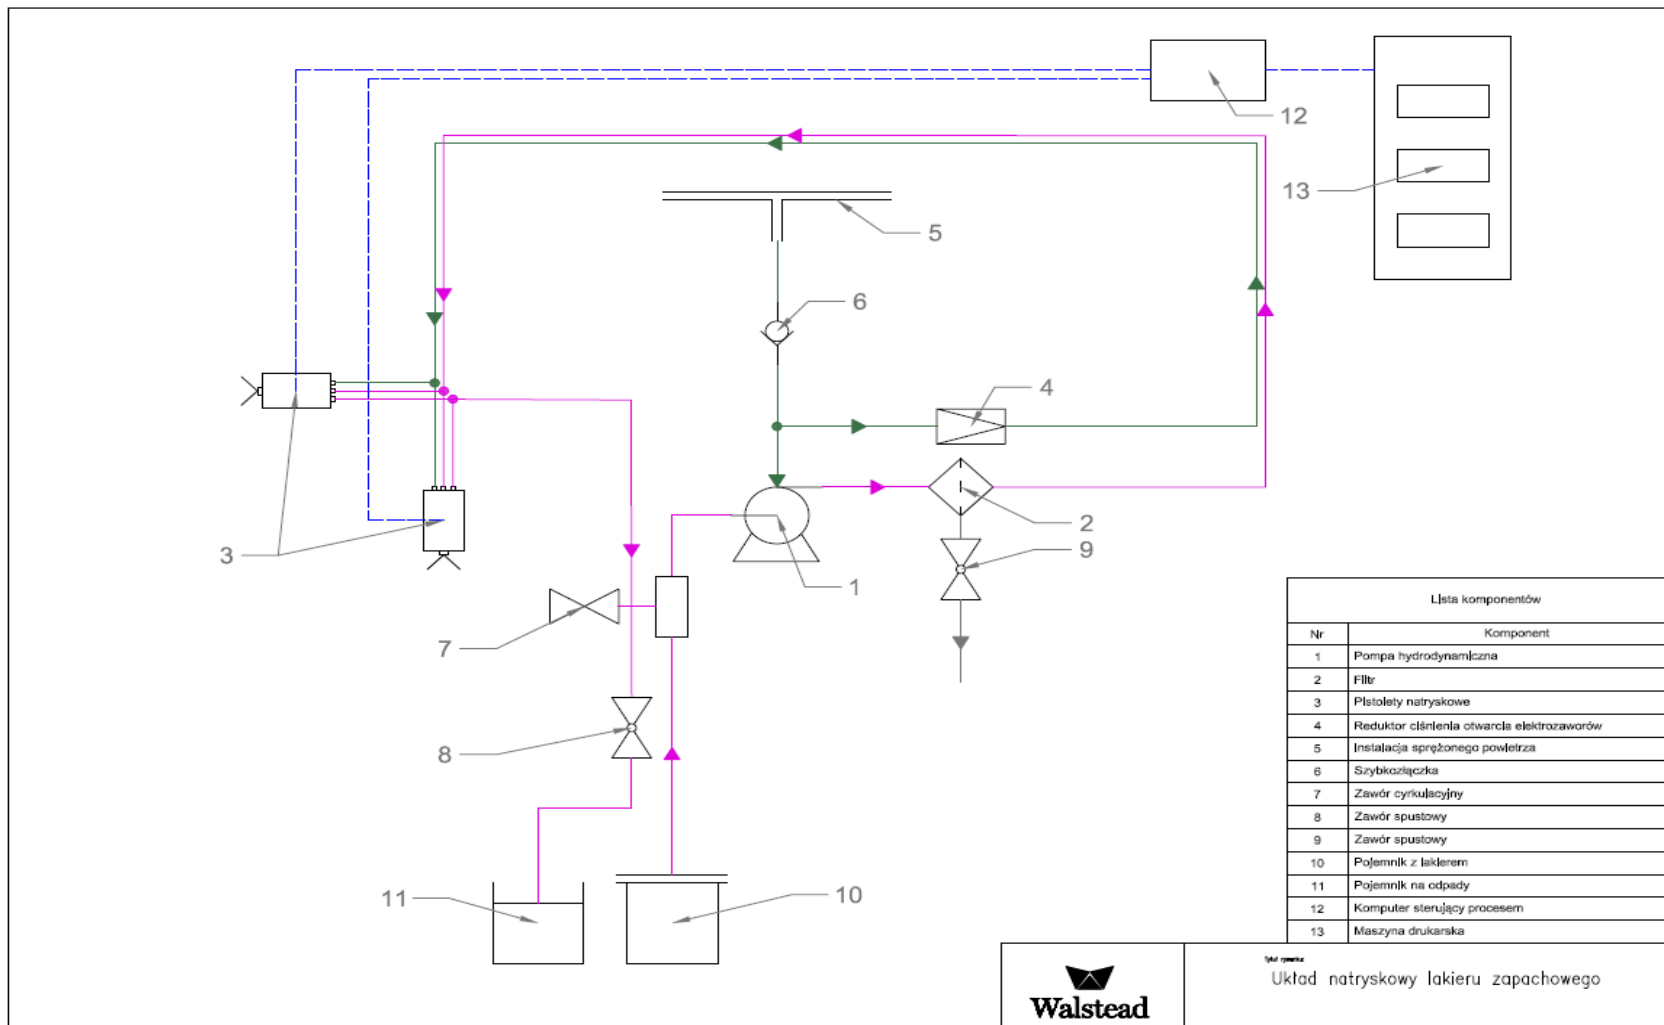 12
13
5
6
4
3
2
9
1
7
8
11
10
Lista komponentów
Nr Komponent
1 Pompa hydrodynamiczna
2 Filtr
3 Pistolety natryskowe
4 Reduktor ciśnienia otwarcia elektrozaworów
5 Instalacja sprężonego powietrza
6 Szybkozłączka
7 Zawór cyrkulacyjny
8 Zawór spustowy
9 Zawór spustowy
10 Pojemnik z lakierem
11 Pojemnik na odpady
12 Komputer sterujący procesem
13 Maszyna drukarska
Walstead
Tytuł rysunku:
Układ natryskowy lakieru zapachowego